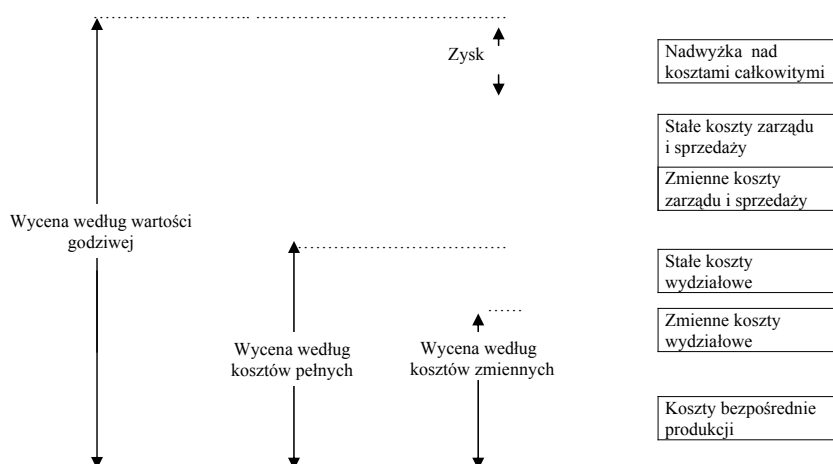 Zysk
Nadwyżka nad
kosztami całkowitymi
Stałe koszty zarządu
i sprzedaży
Zmienne koszty
zarządu i sprzedaży
Wycena według wartości
godziwej
Stałe koszty
wydziałowe
Zmienne koszty
wydziałowe
Wycena według
kosztów pełnych
Wycena według
kosztów zmiennych
Koszty bezpośrednie
produkcji